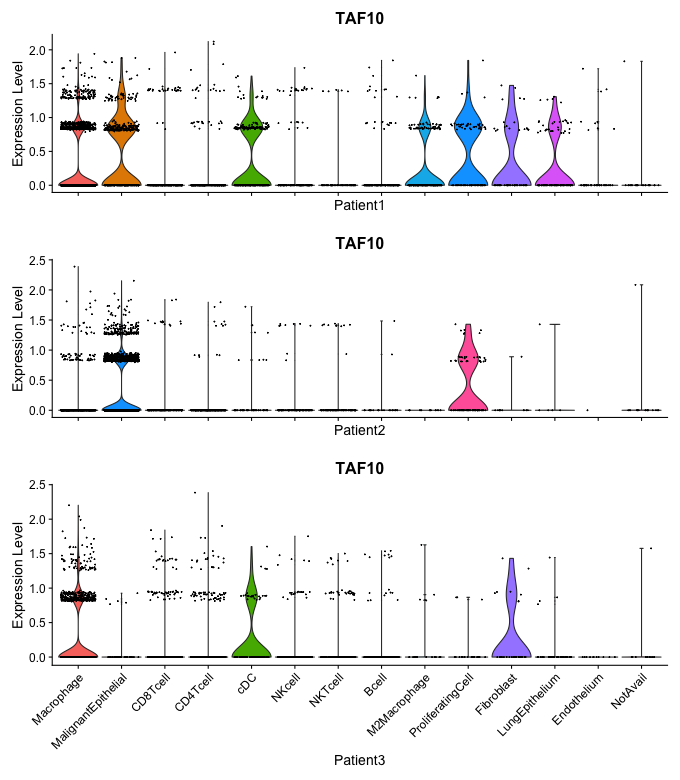 TAF10
Expression Level
2.0
1.5
1.0
0.5
0.0
Patient1
TAF10
Expression Level
2.5
2.0
1.5
1.0
0.5
0.0
Patient2
TAF10
Expression Level
2.5
2.0
1.5
1.0
0.5
0.0
Macrophage
MalignantEpithelial
CD8Tcell
CD4Tcell
cDC
NKcell
NKTcell
Bcell
M2Macrophage
ProliferatingCell
Fibroblast
LungEpithelium
Endothelium
NotAvail
Patient3